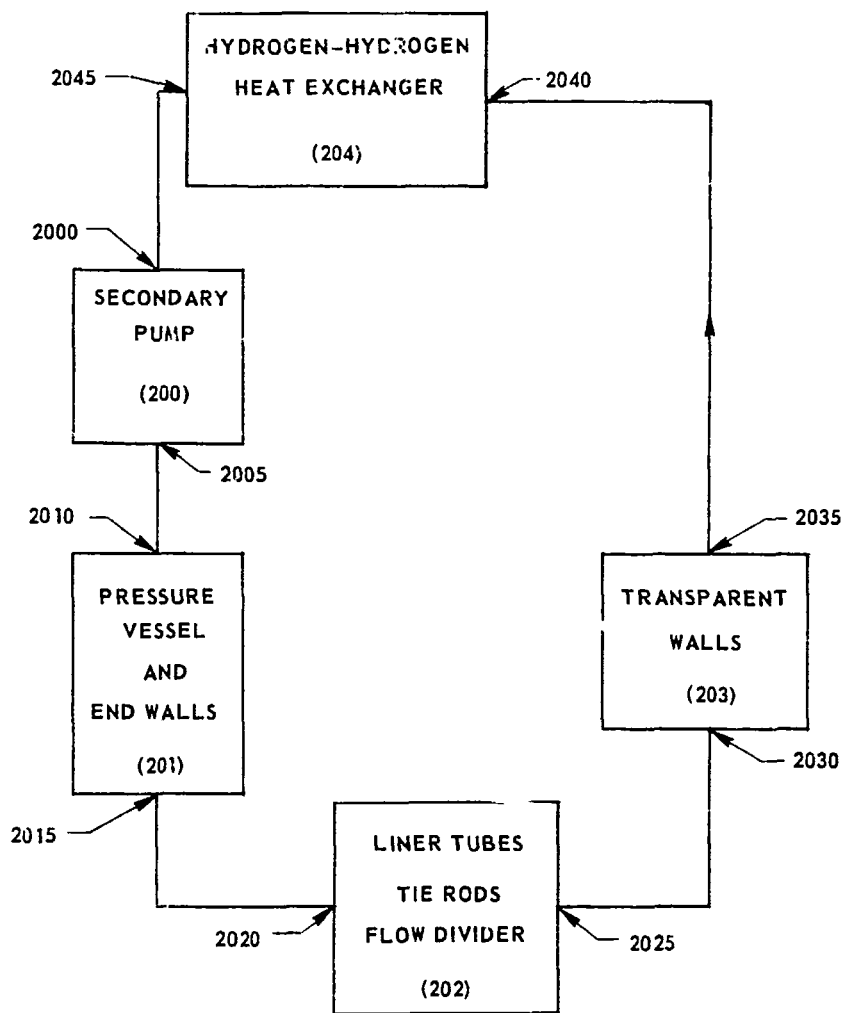 HYDROGEN-HYDROGEN
HEAT EXCHANGER
(204)
2045
2040
2000
SECONDARY
PUMP
(200)
2005
2010
2035
PRESSURE
VESSEL
AND
END WALLS
(201)
TRANSPARENT
WALLS
(203)
2030
2015
LINER TUBES
TIE RODS
FLOW DIVIDER
(202)
2020
2025